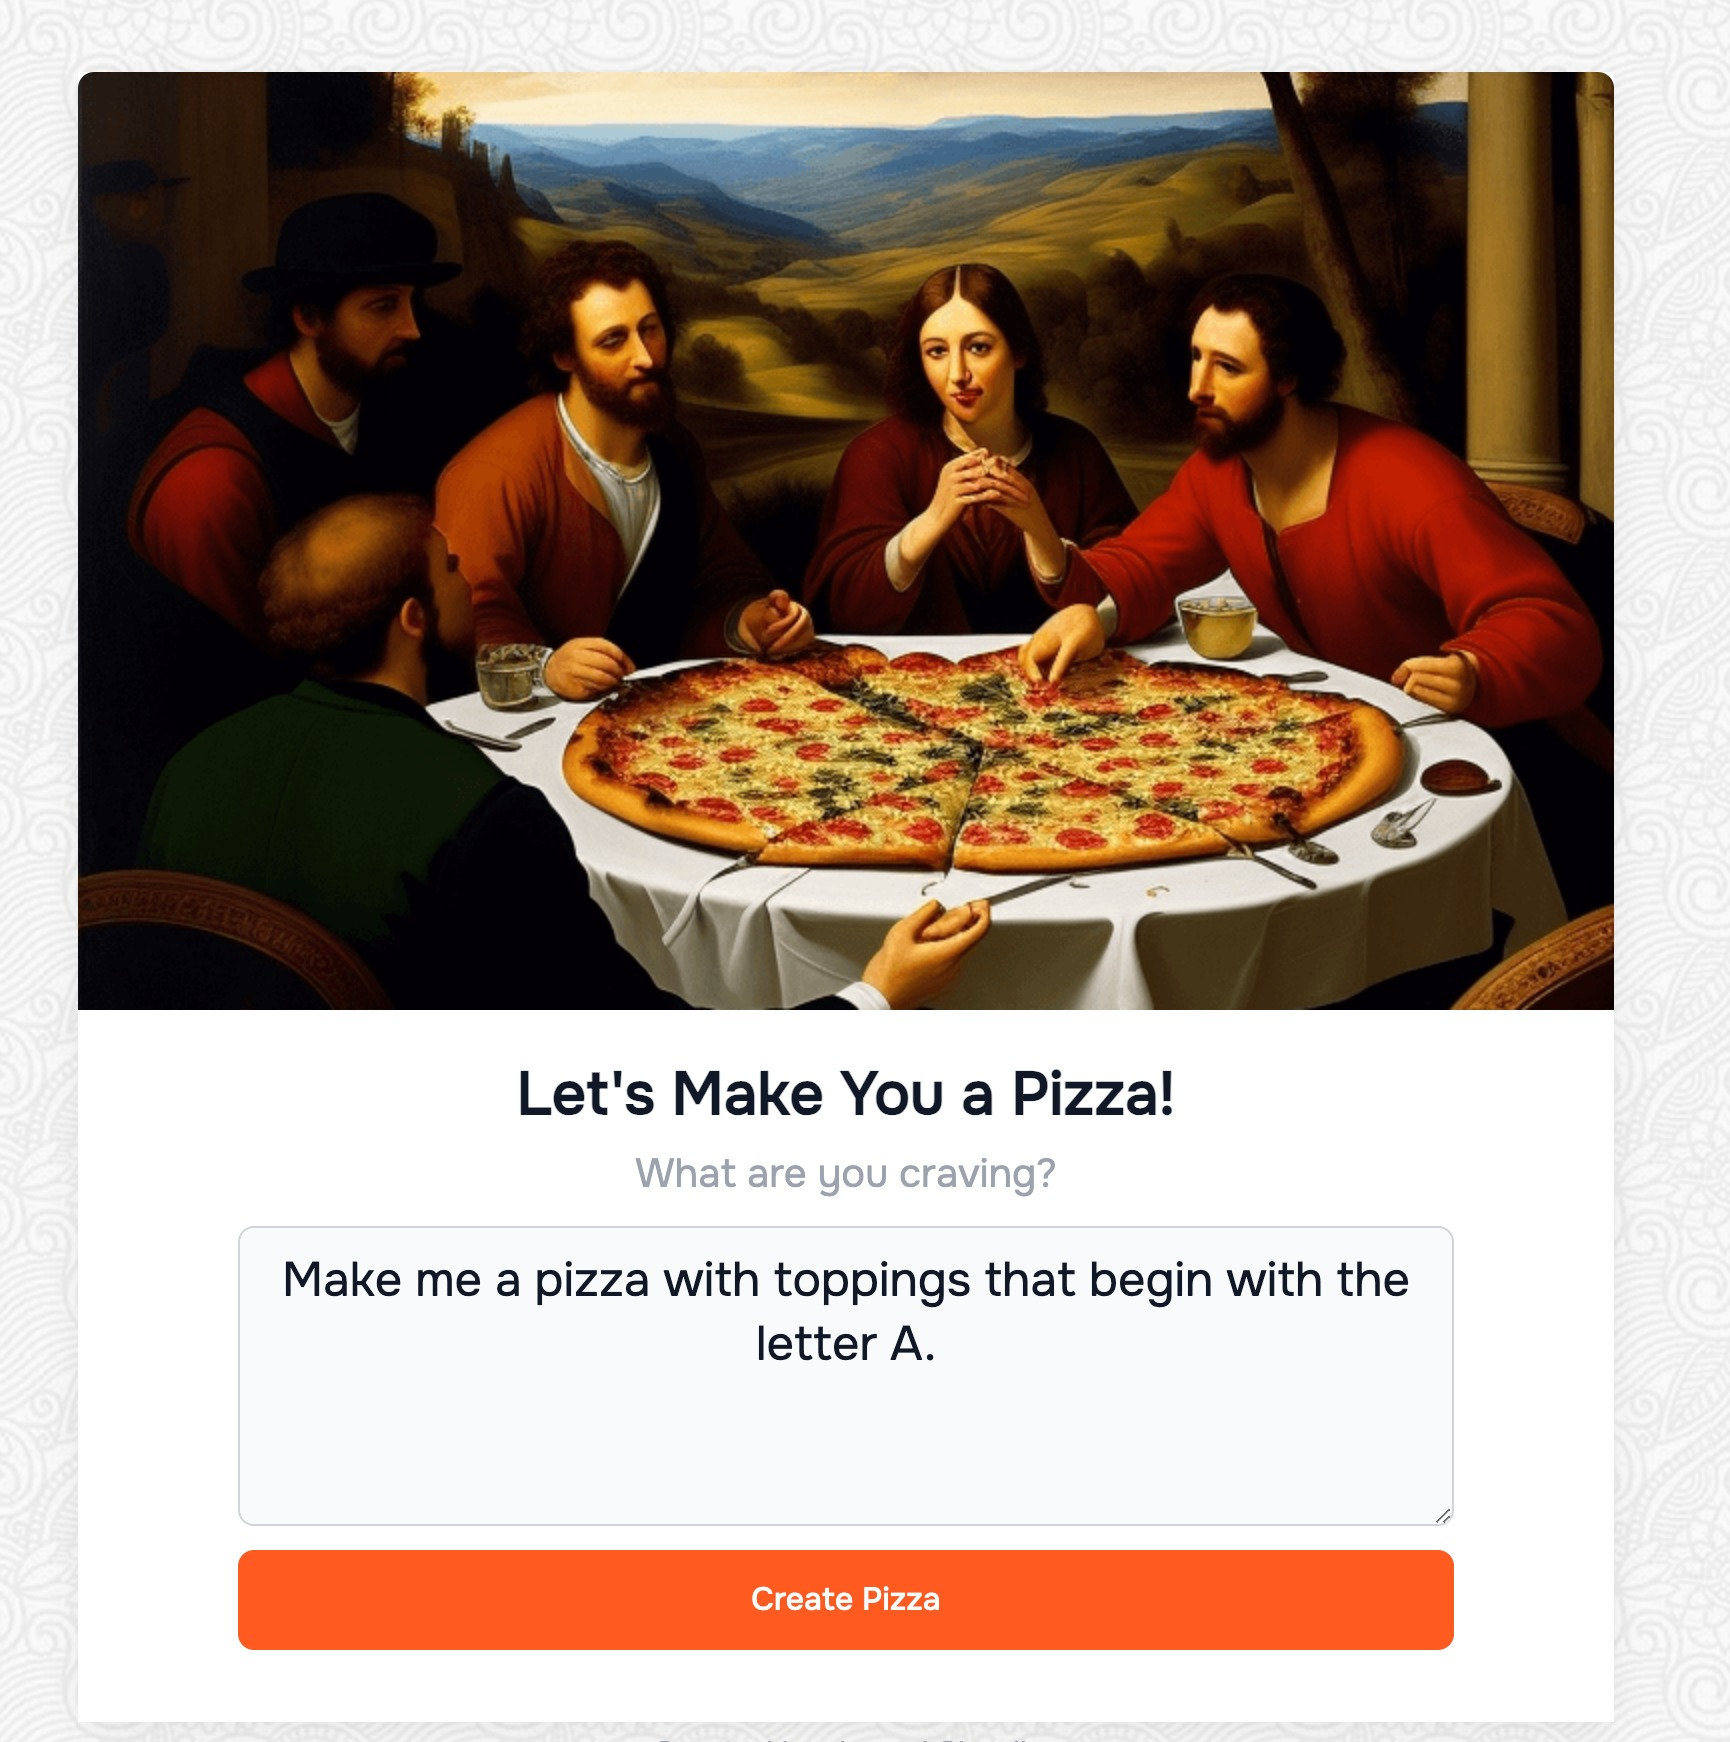 Let's Make You a Pizza!
What are you craving?
Make me a pizza with toppings that begin with the
letter A.
Create Pizza